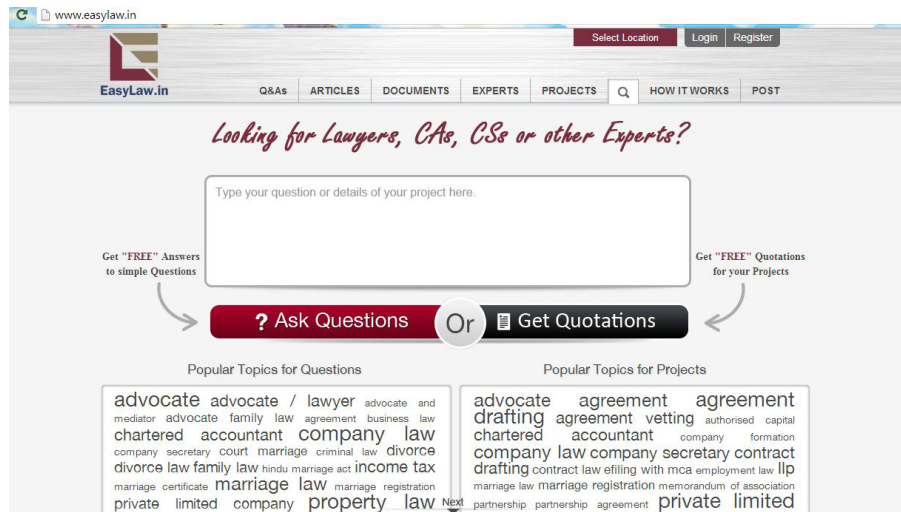 www.easylaw.in
Select Location Login Register
EasyLaw.in Q&As ARTICLES DOCUMENTS EXPERTS PROJECTS HOW IT WORKS POST
Looking for Lawyers, CAs, CSs or other Experts?
Type your question or details of your project here.
Get "FREE" Answers
to simple Questions
Get "FREE" Quotations
for your Projects
? Ask Questions Or Get Quotations
Popular Topics for Questions
advocate advocate / lawyer advocate and
mediator advocate family law agreement business law
chartered accountant company law
company secretary court marriage criminal law divorce
divorce law family law hindu marriage act income tax
marriage certificate marriage law marriage registration
private limited company property law
Popular Topics for Projects
advocate agreement agreement
drafting agreement vetting authorised capital
chartered accountant company formation
company law company secretary contract
drafting contract law efiling with mca employment law llp
marriage law marriage registration memorandum of association
partnership partnership agreement private limited
Next